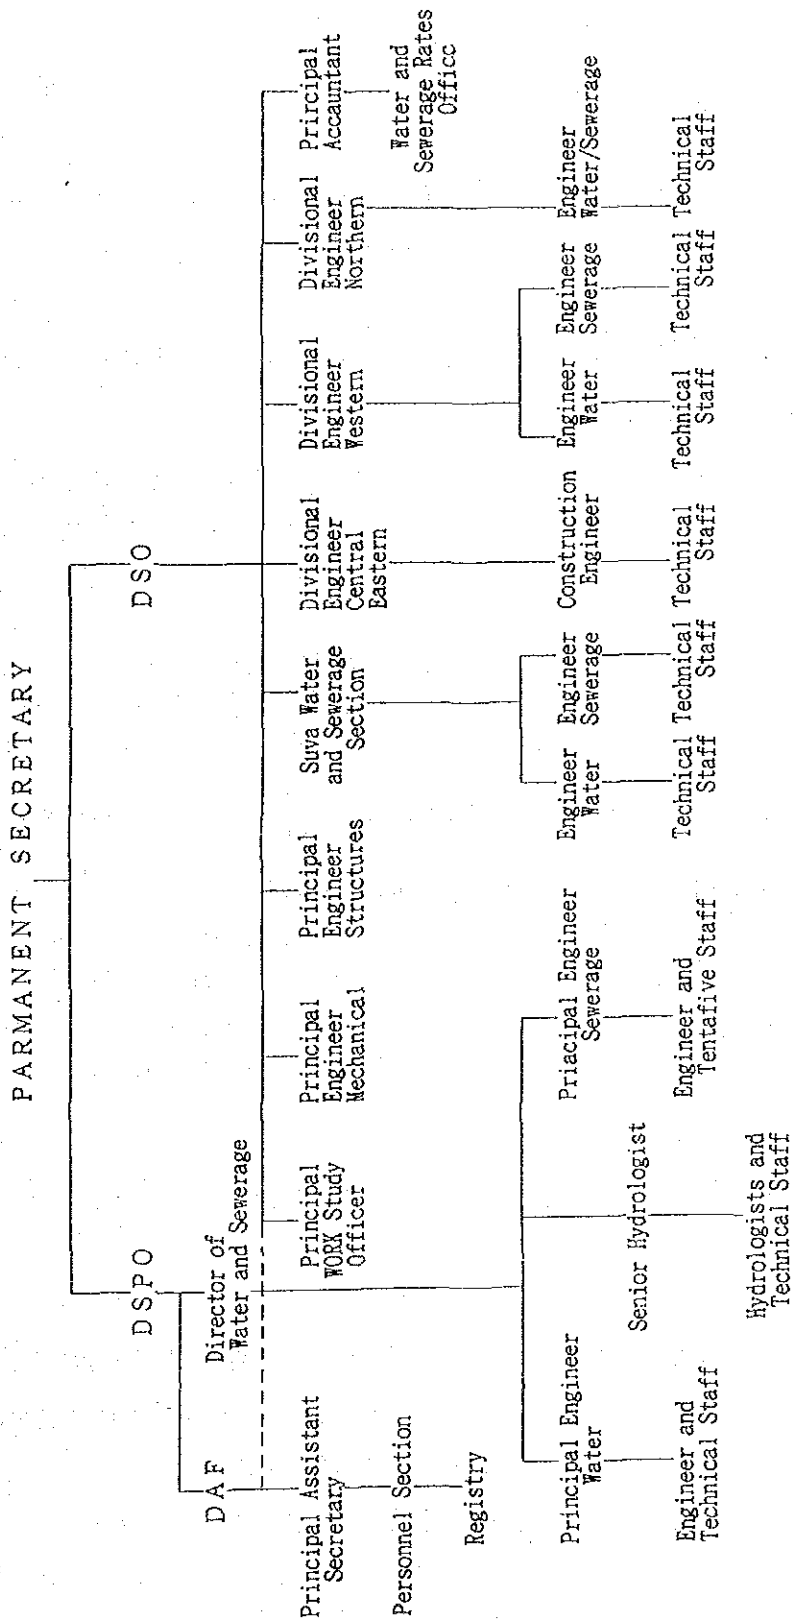 PARMANENT SECRETARY
DSPO
DSO
DAF
Director of
Water and Sewerage
Principal Assistant
Secretary
Personnel Section
Registry
Principal
WORK Study
Officer
Principal
Engineer
Mechanical
Principal
Engineer
Structures
Suva Water
and Sewerage
Section
Divisional
Engineer
Central
Eastern
Divisional
Engineer
Western
Divisional
Engineer
Northern
Prircipal
Accauntant
Water and
Sewerage Rates
Officc
Principal Engineer
Water
Engineer and
Technical Staff
Senior Hydrologist
Hydrologists and
Technical Staff
Priacipal Engineer
Sewerage
Engineer and
Tentafive Staff
Engineer
Water
Technical
Staff
Engineer
Sewerage
Technical
Staff
Construction
Engineer
Technical
Staff
Engineer
Water
Technical
Staff
Engineer
Sewerage
Technical
Staff
Engineer
Water/Sewerage
Technical
Staff